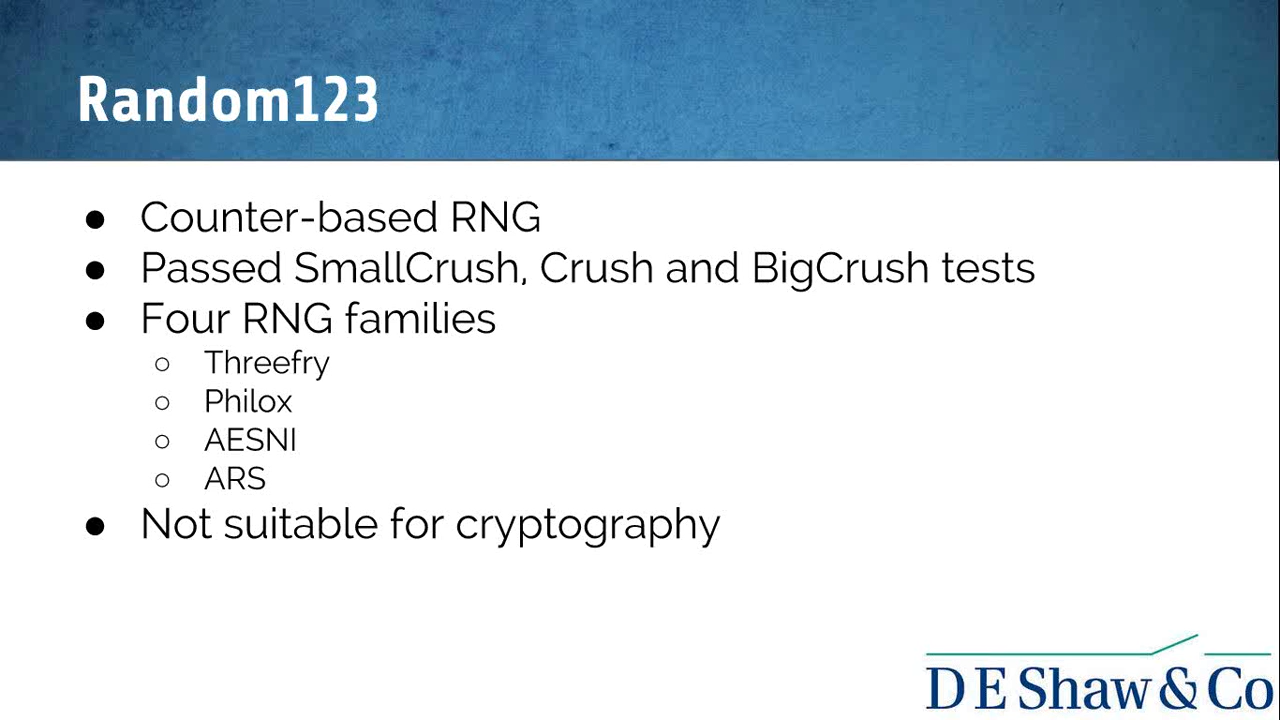 Random123
● Counter-based RNG
● Passed SmallCrush, Crush and BigCrush tests
● Four RNG families
○ Threefry
○ Philox
○ AESNI
○ ARS
● Not suitable for cryptography
D E Shaw & Co